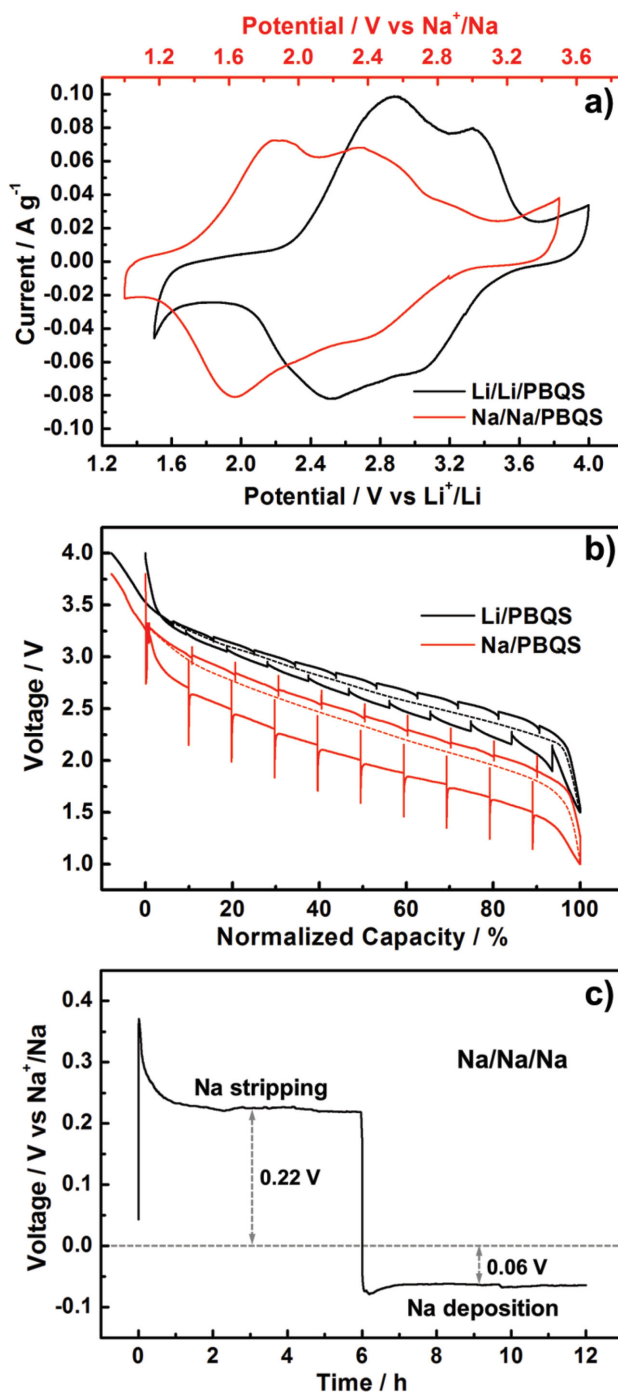 Potential / V vs Na⁺/Na
1.2 1.6 2.0 2.4 2.8 3.2 3.6
a)
Current / A g⁻¹
0.10
0.08
0.06
0.04
0.02
0.00
-0.02
-0.04
-0.06
-0.08
-0.10
Li/Li/PBQS
Na/Na/PBQS
1.2 1.6 2.0 2.4 2.8 3.2 3.6 4.0
Potential / V vs Li⁺/Li
b)
Voltage / V
4.0
3.5
3.0
2.5
2.0
1.5
1.0
Li/PBQS
Na/PBQS
0 20 40 60 80 100
Normalized Capacity / %
c)
Voltage / V vs Na⁺/Na
0.4
0.3
0.2
0.1
0.0
-0.1
Na/Na/Na
Na stripping
0.22 V
0.06 V
Na deposition
0 2 4 6 8 10 12
Time / h